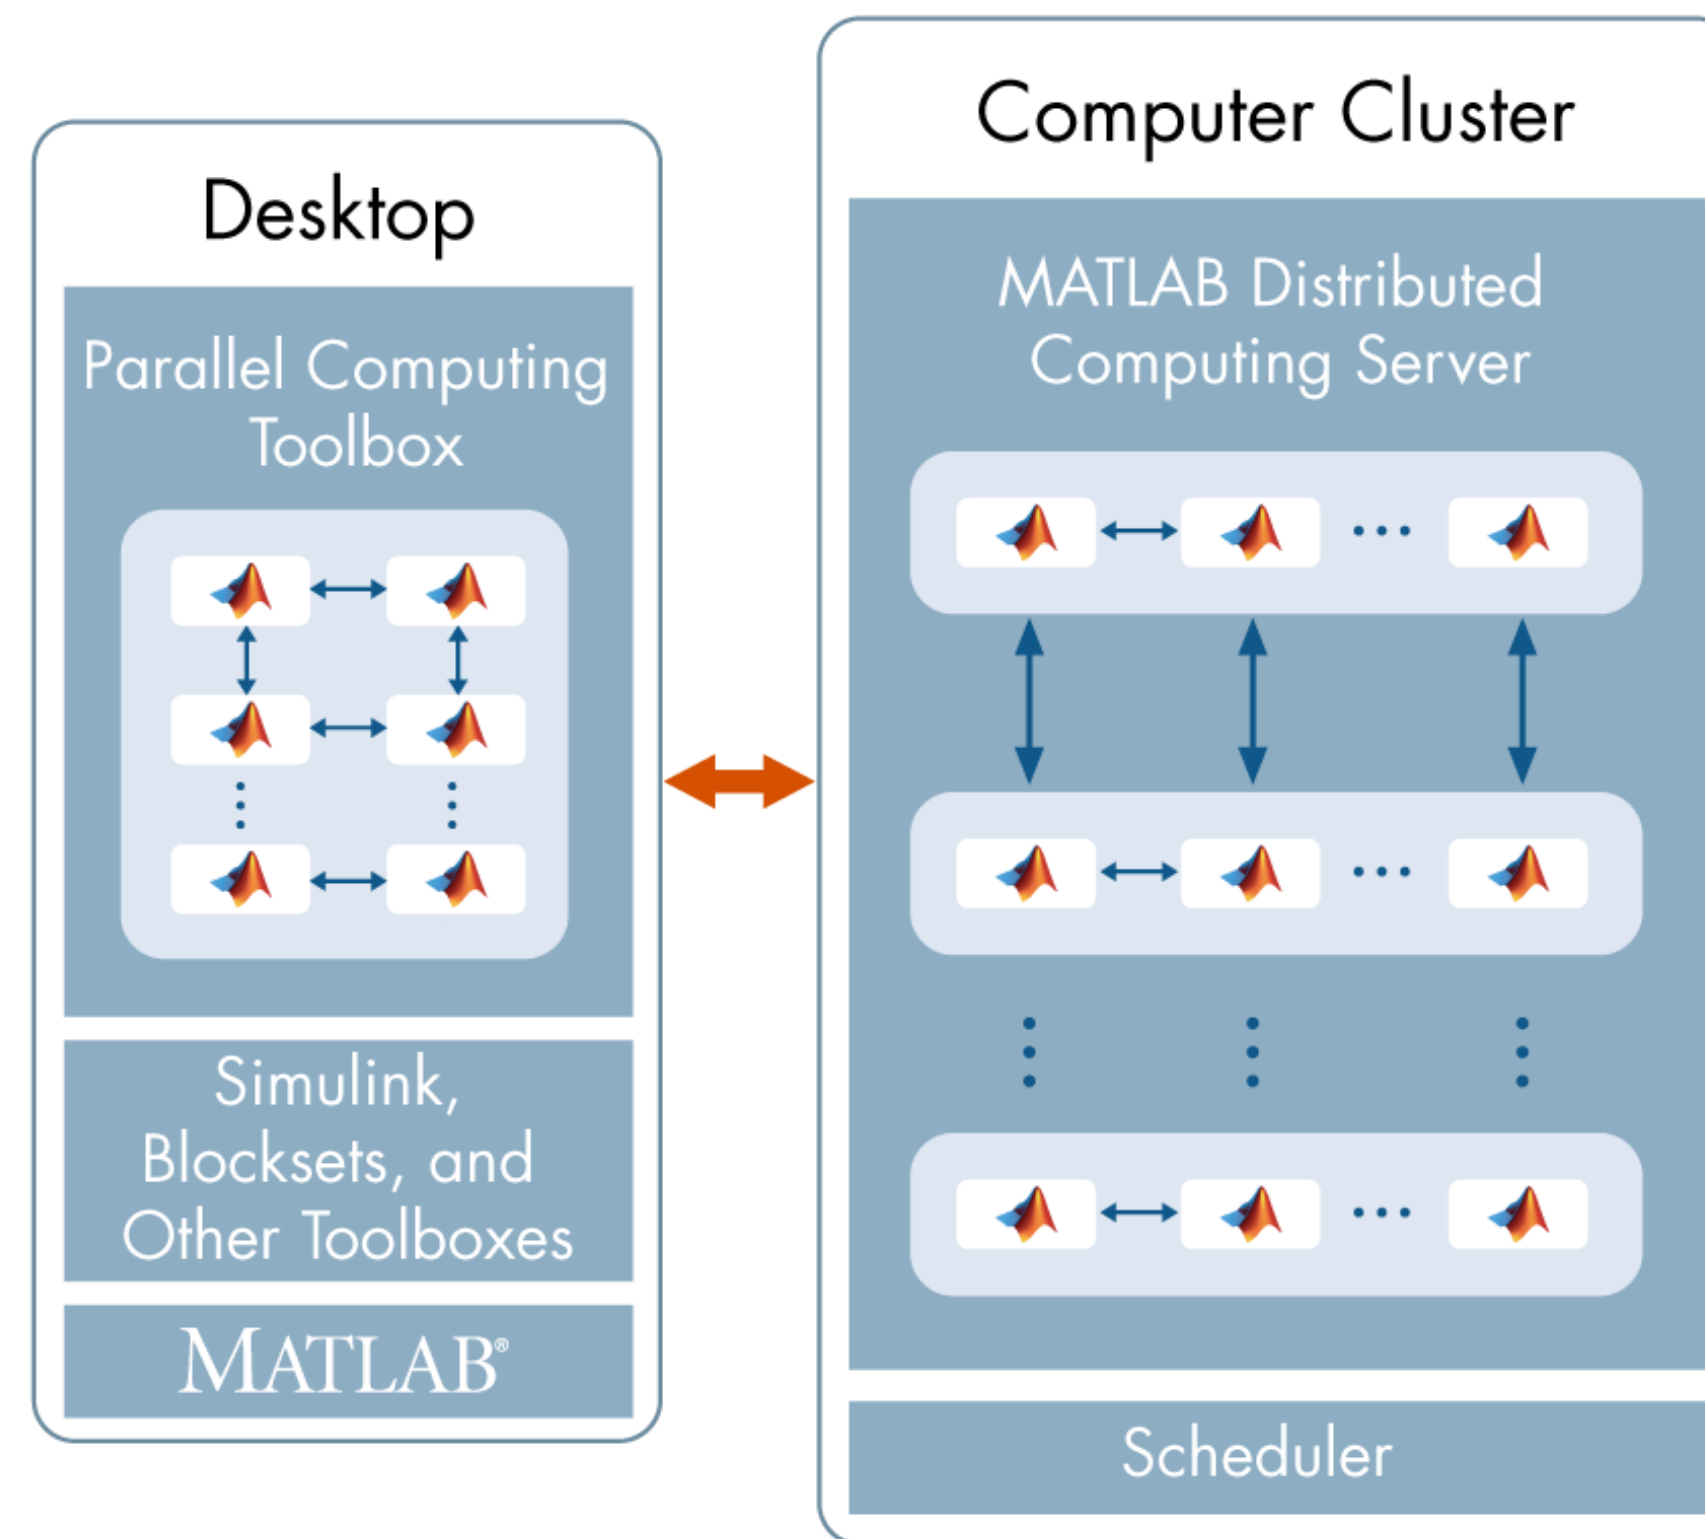 Desktop
Parallel Computing
Toolbox
Simulink,
Blocksets, and
Other Toolboxes
MATLAB®
Computer Cluster
MATLAB Distributed
Computing Server
Scheduler